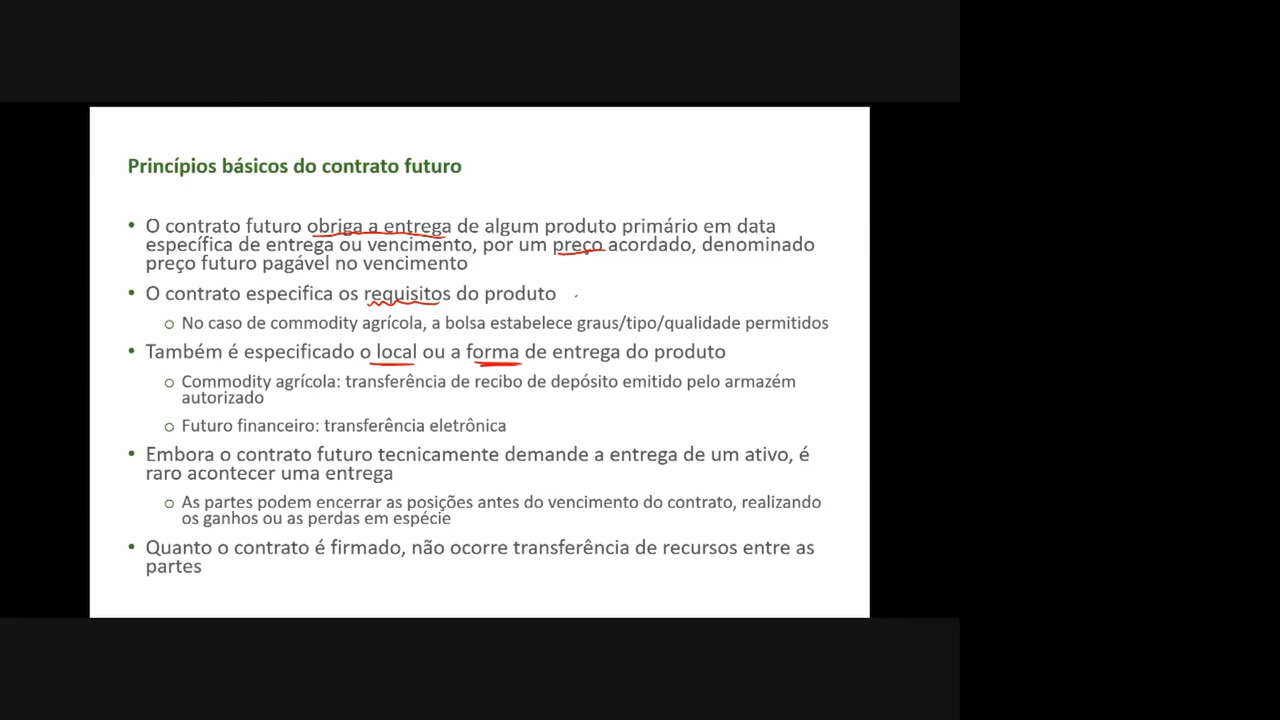 Princípios básicos do contrato futuro
• O contrato futuro obriga a entrega de algum produto primário em data
específica de entrega ou vencimento, por um preço acordado, denominado
preço futuro pagável no vencimento
• O contrato especifica os requisitos do produto
o No caso de commodity agrícola, a bolsa estabelece graus/tipo/qualidade permitidos
• Também é especificado o local ou a forma de entrega do produto
o Commodity agrícola: transferência de recibo de depósito emitido pelo armazém
autorizado
o Futuro financeiro: transferência eletrônica
• Embora o contrato futuro tecnicamente demande a entrega de um ativo, é
raro acontecer uma entrega
o As partes podem encerrar as posições antes do vencimento do contrato, realizando
os ganhos ou as perdas em espécie
• Quanto o contrato é firmado, não ocorre transferência de recursos entre as
partes